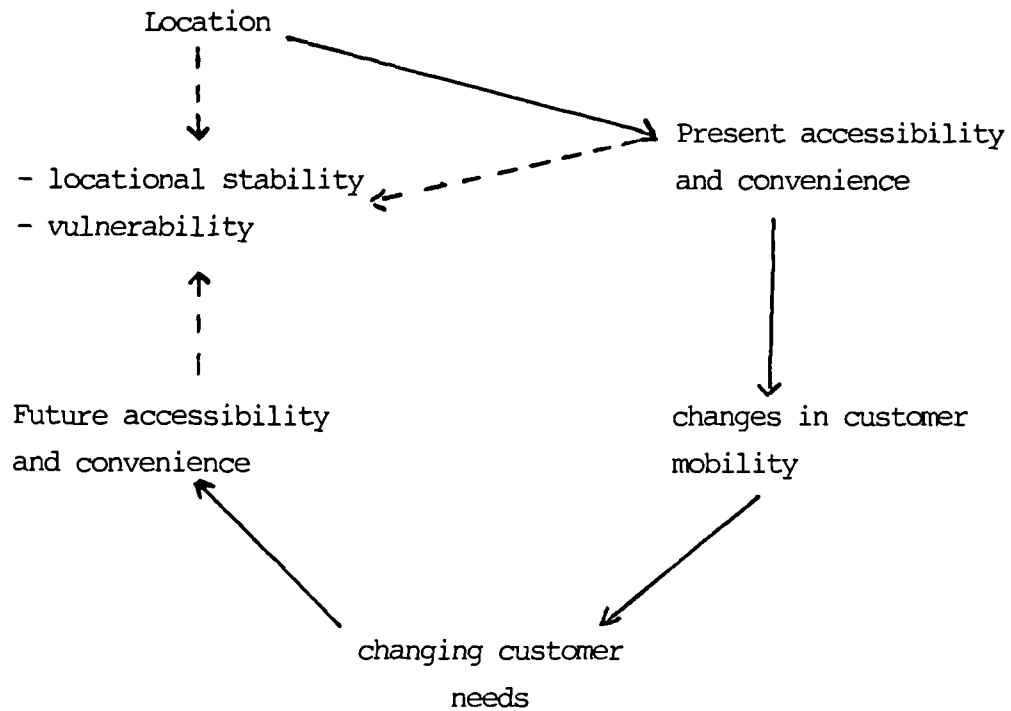 Location
Present accessibility
and convenience
- locational stability
- vulnerability
Future accessibility
and convenience
changes in customer
mobility
changing customer
needs